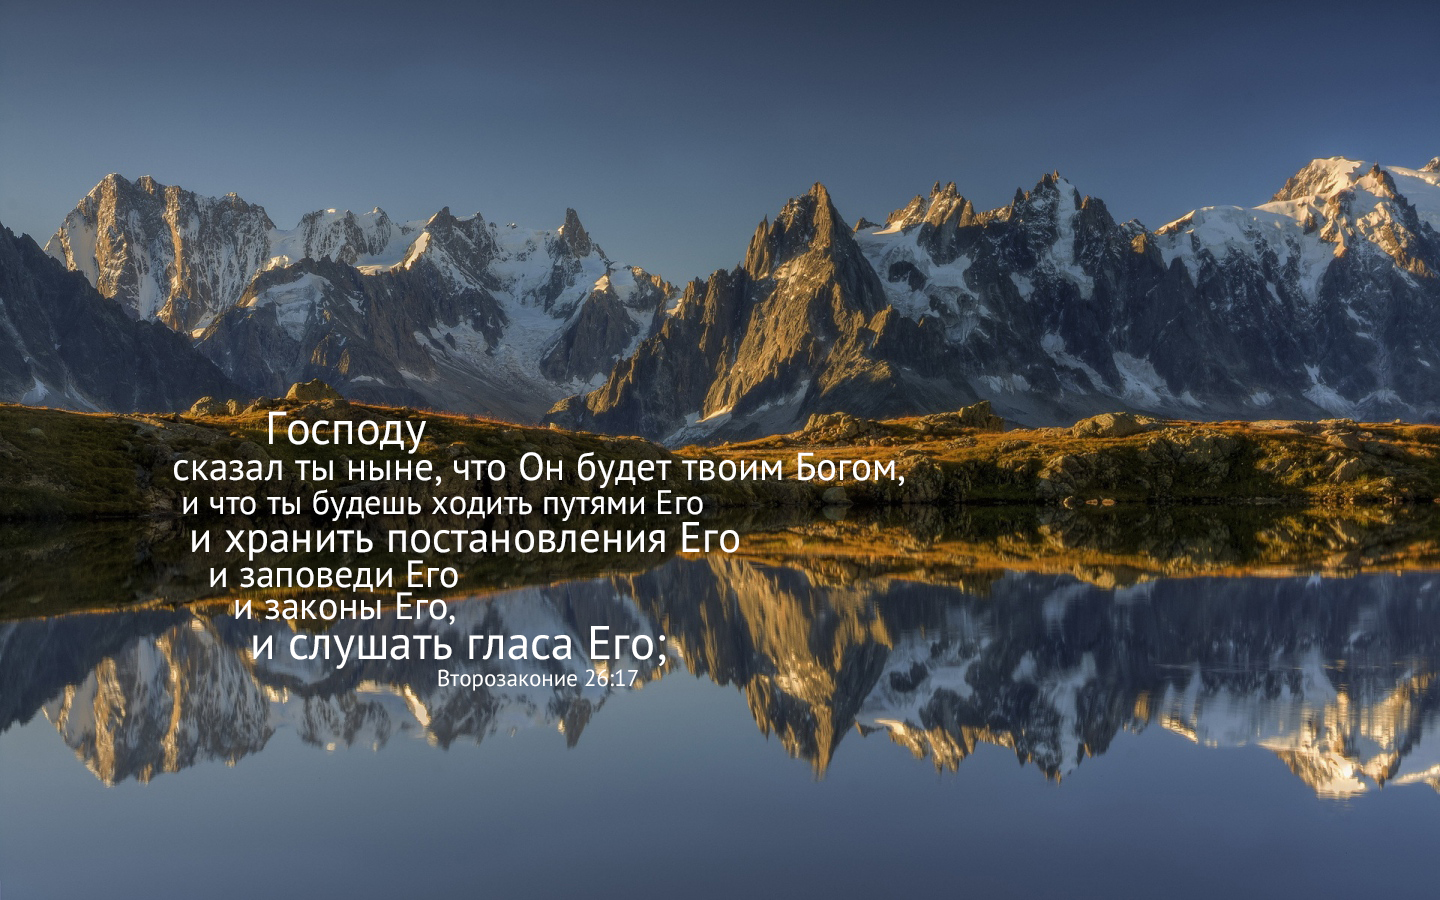 Господу
сказал ты ныне, что Он будет твоим Богом,
и что ты будешь ходить путями Его
и хранить постановления Его
и заповеди Его
и законы Его,
и слушать гласа Его;
Второзаконие 26:17